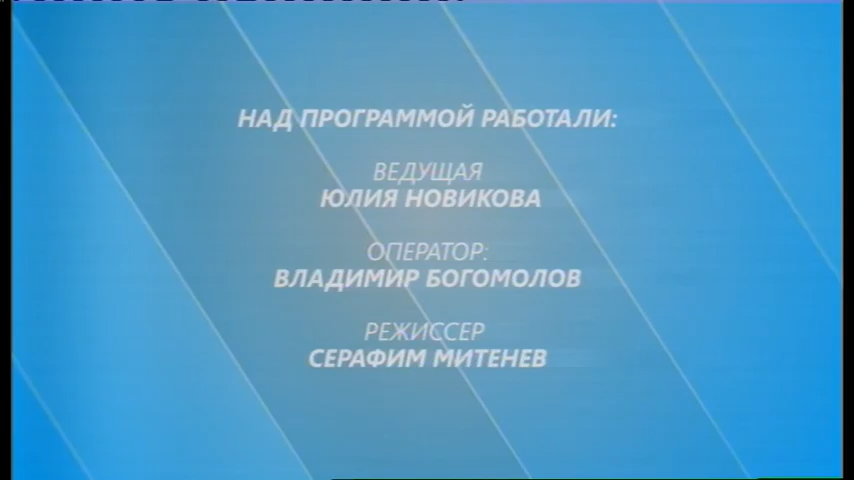 НАД ПРОГРАММОЙ РАБОТАЛИ:
ВЕДУЩАЯ
ЮЛИЯ НОВИКОВА
ОПЕРАТОР:
ВЛАДИМИР БОГОМОЛОВ
РЕЖИССЕР
СЕРАФИМ МИТЕНЕВ